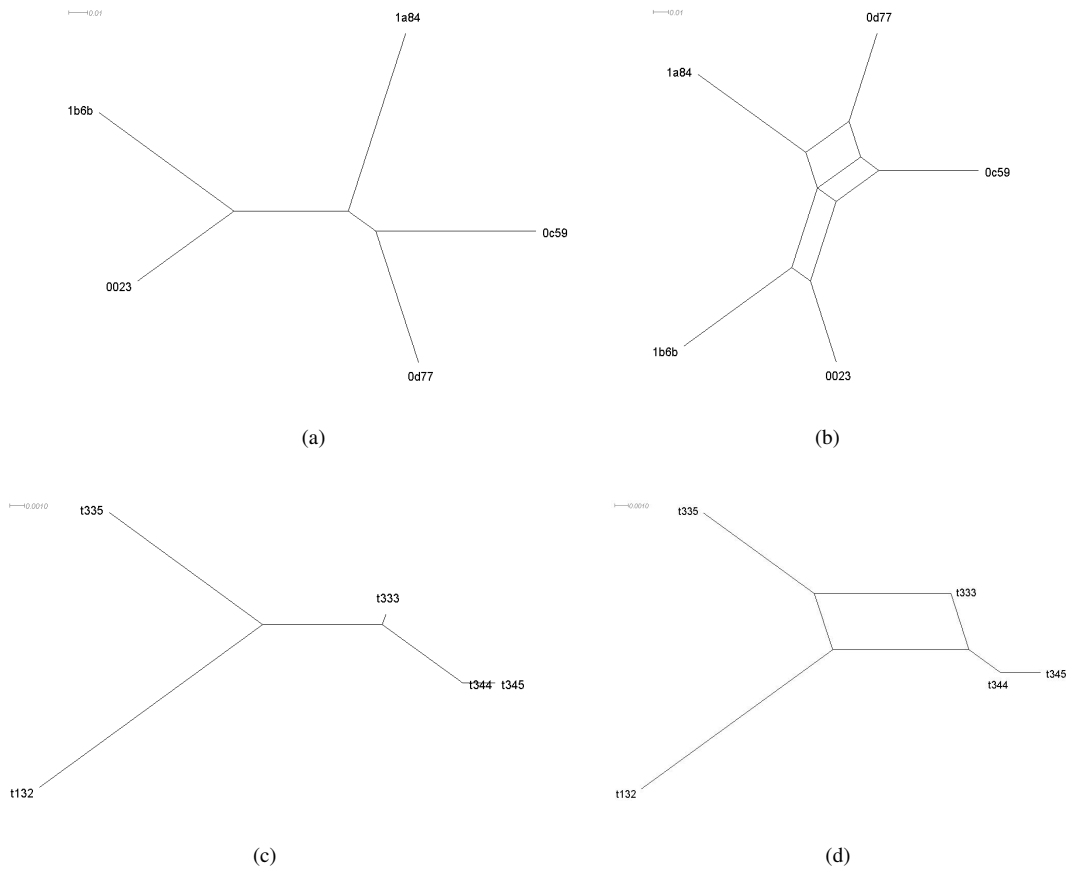 0.01
1a84
1b6b
0c59
0023
0d77
(a)
0.01
0d77
1a84
0c59
1b6b
0023
(b)
0.0010
t335
t333
t344 t345
t132
(c)
0.0010
t335
t333
t345
t344
t132
(d)